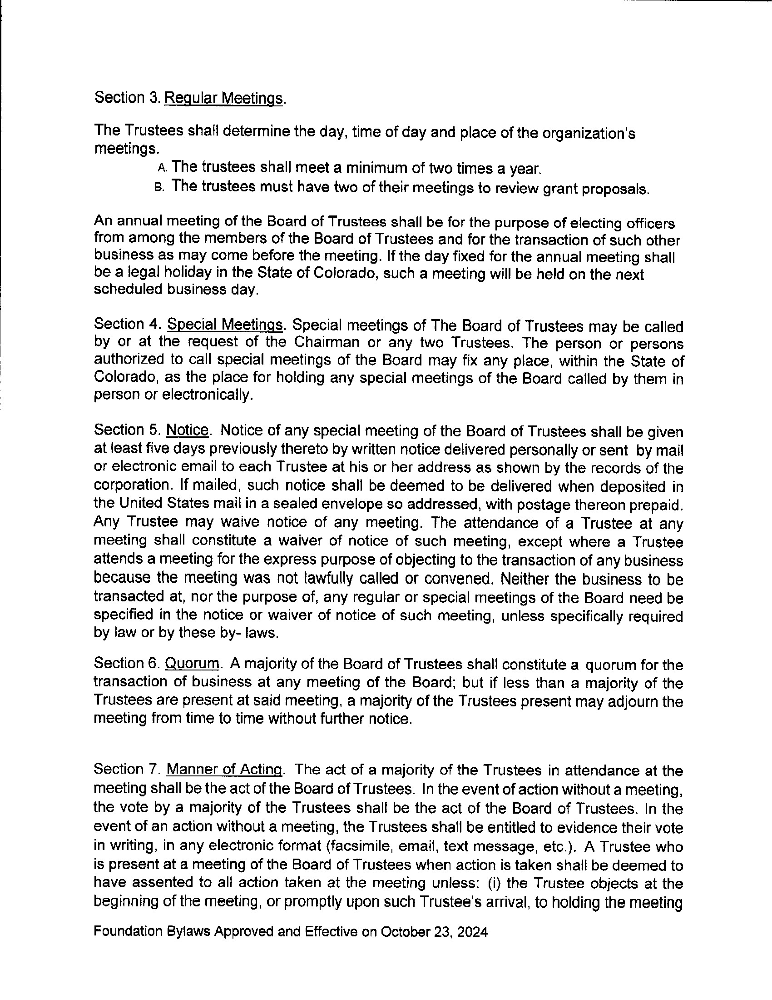 Section 3. Regular Meetings.
The Trustees shall determine the day, time of day and place of the organization's
meetings.
A. The trustees shall meet a minimum of two times a year.
B. The trustees must have two of their meetings to review grant proposals.
An annual meeting of the Board of Trustees shall be for the purpose of electing officers
from among the members of the Board of Trustees and for the transaction of such other
business as may come before the meeting. If the day fixed for the annual meeting shall
be a legal holiday in the State of Colorado, such a meeting will be held on the next
scheduled business day.
Section 4. Special Meetings. Special meetings of The Board of Trustees may be called
by or at the request of the Chairman or any two Trustees. The person or persons
authorized to call special meetings of the Board may fix any place, within the State of
Colorado, as the place for holding any special meetings of the Board called by them in
person or electronically.
Section 5. Notice. Notice of any special meeting of the Board of Trustees shall be given
at least five days previously thereto by written notice delivered personally or sent by mail
or electronic email to each Trustee at his or her address as shown by the records of the
corporation. If mailed, such notice shall be deemed to be delivered when deposited in
the United States mail in a sealed envelope so addressed, with postage thereon prepaid.
Any Trustee may waive notice of any meeting. The attendance of a Trustee at any
meeting shall constitute a waiver of notice of such meeting, except where a Trustee
attends a meeting for the express purpose of objecting to the transaction of any business
because the meeting was not lawfully called or convened. Neither the business to be
transacted at, nor the purpose of, any regular or special meetings of the Board need be
specified in the notice or waiver of notice of such meeting, unless specifically required
by law or by these by- laws.
Section 6. Quorum. A majority of the Board of Trustees shall constitute a quorum for the
transaction of business at any meeting of the Board; but if less than a majority of the
Trustees are present at said meeting, a majority of the Trustees present may adjourn the
meeting from time to time without further notice.
Section 7. Manner of Acting. The act of a majority of the Trustees in attendance at the
meeting shall be the act of the Board of Trustees. In the event of action without a meeting,
the vote by a majority of the Trustees shall be the act of the Board of Trustees. In the
event of an action without a meeting, the Trustees shall be entitled to evidence their vote
in writing, in any electronic format (facsimile, email, text message, etc.). A Trustee who
is present at a meeting of the Board of Trustees when action is taken shall be deemed to
have assented to all action taken at the meeting unless: (i) the Trustee objects at the
beginning of the meeting, or promptly upon such Trustee's arrival, to holding the meeting
Foundation Bylaws Approved and Effective on October 23, 2024